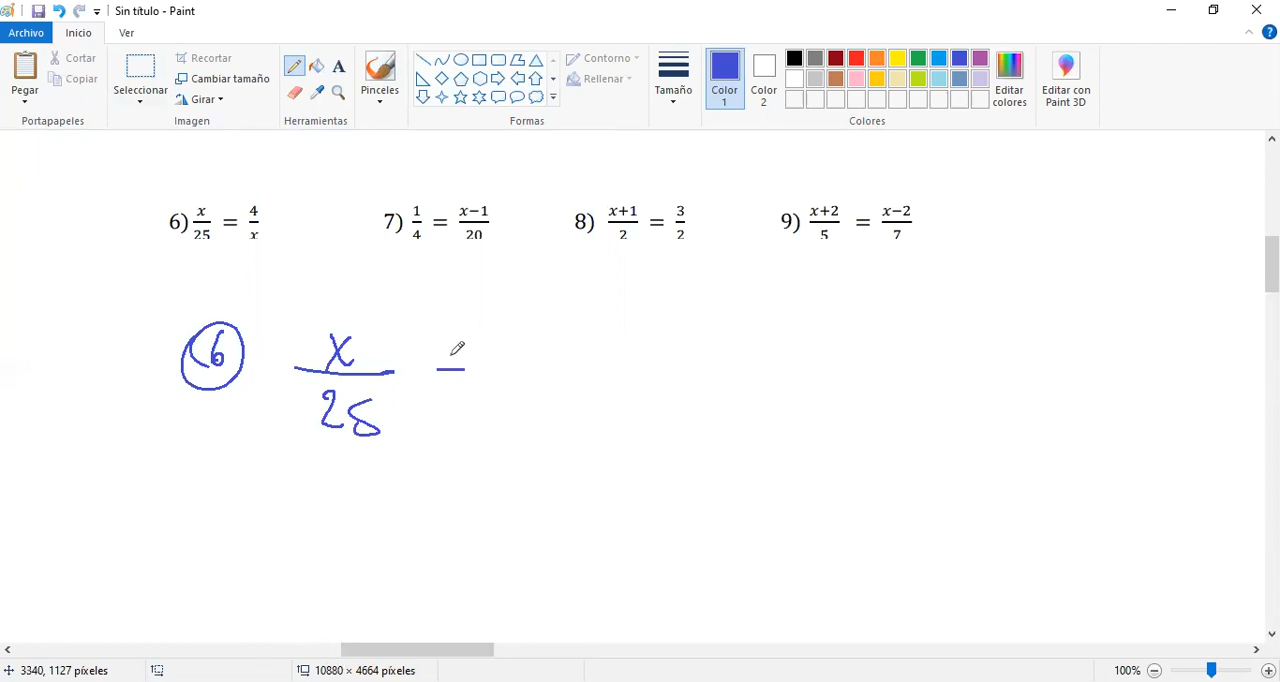 Sin título - Paint
Archivo Inicio Ver
Pegar Cortar Copiar Seleccionar Recortar Cambiar tamaño Girar A Pinceles Contorno Rellenar Tamaño Color 1 Color 2 Editar colores Editar con Paint 3D
Portapapeles Imagen Herramientas Formas Colores
6) x/25 = 4/x 7) 1/4 = x−1/20 8) x+1/2 = 3/2 9) x+2/5 = x−2/7
6 x
25
3340, 1127 píxeles 10880 × 4664 píxeles 100%